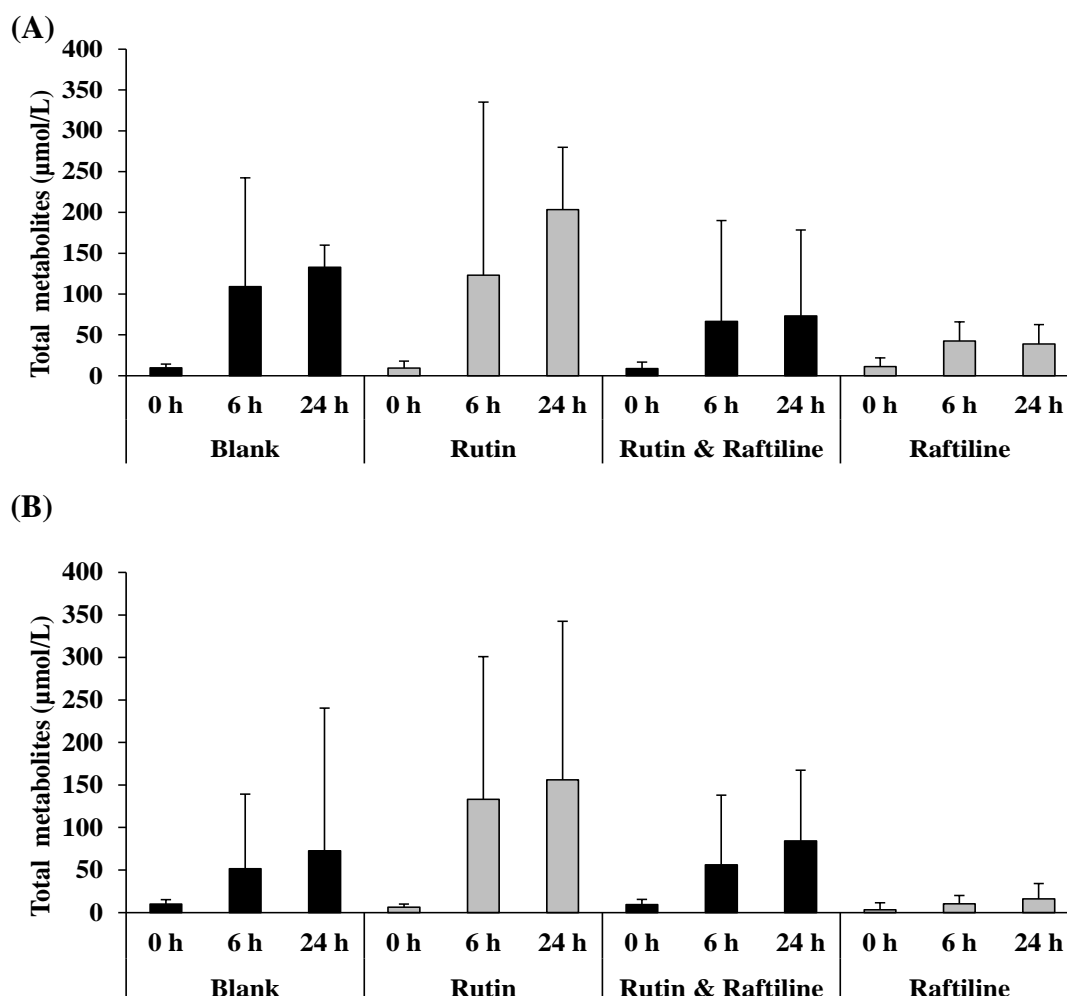 (A)
Total metabolites (µmol/L)
400
350
300
250
200
150
100
50
0
0 h 6 h 24 h 0 h 6 h 24 h 0 h 6 h 24 h 0 h 6 h 24 h
Blank Rutin Rutin & Raftiline Raftiline
(B)
Total metabolites (µmol/L)
400
350
300
250
200
150
100
50
0
0 h 6 h 24 h 0 h 6 h 24 h 0 h 6 h 24 h 0 h 6 h 24 h
Blank Rutin Rutin & Raftiline Raftiline